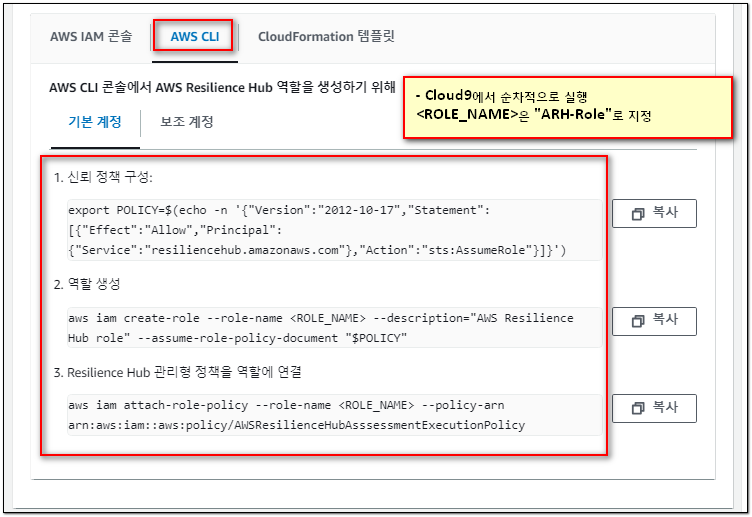 AWS IAM 콘솔
AWS CLI
CloudFormation 템플릿
AWS CLI 콘솔에서 AWS Resilience Hub 역할을 생성하기 위해
- Cloud9에서 순차적으로 실행
<ROLE_NAME>은 "ARH-Role"로 지정
기본 계정
보조 계정
1. 신뢰 정책 구성:
export POLICY=$(echo -n '{"Version":"2012-10-17","Statement":
[{"Effect":"Allow","Principal":
{"Service":"resiliencehub.amazonaws.com"},"Action":"sts:AssumeRole"}]}')
복사
2. 역할 생성
aws iam create-role --role-name <ROLE_NAME> --description="AWS Resilience
Hub role" --assume-role-policy-document "$POLICY"
복사
3. Resilience Hub 관리형 정책을 역할에 연결
aws iam attach-role-policy --role-name <ROLE_NAME> --policy-arn
arn:aws:iam::aws:policy/AWSResilienceHubAsssessmentExecutionPolicy
복사